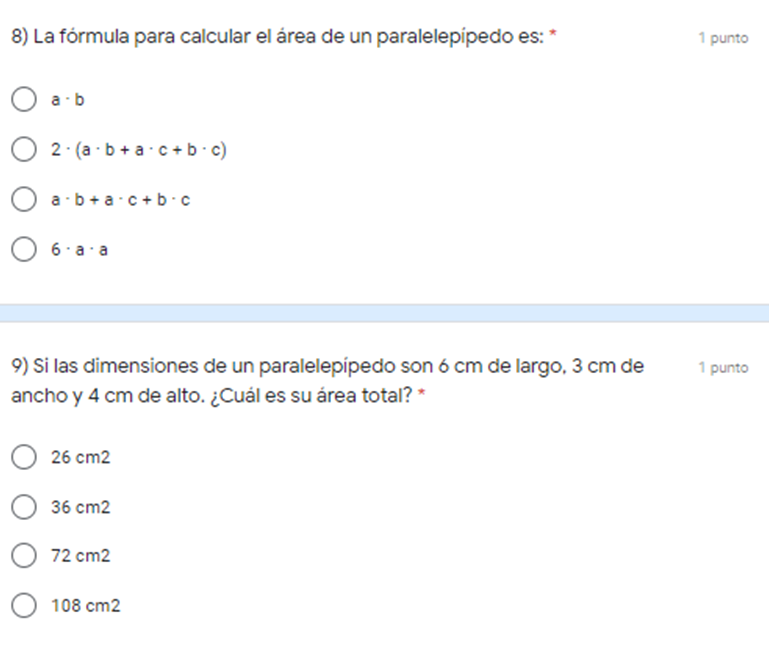 8) La fórmula para calcular el área de un paralelepípedo es: * 1 punto
a · b
2 · (a · b + a · c + b · c)
a · b + a · c + b · c
6 · a · a
9) Si las dimensiones de un paralelepípedo son 6 cm de largo, 3 cm de 1 punto
ancho y 4 cm de alto. ¿Cuál es su área total? *
26 cm2
36 cm2
72 cm2
108 cm2